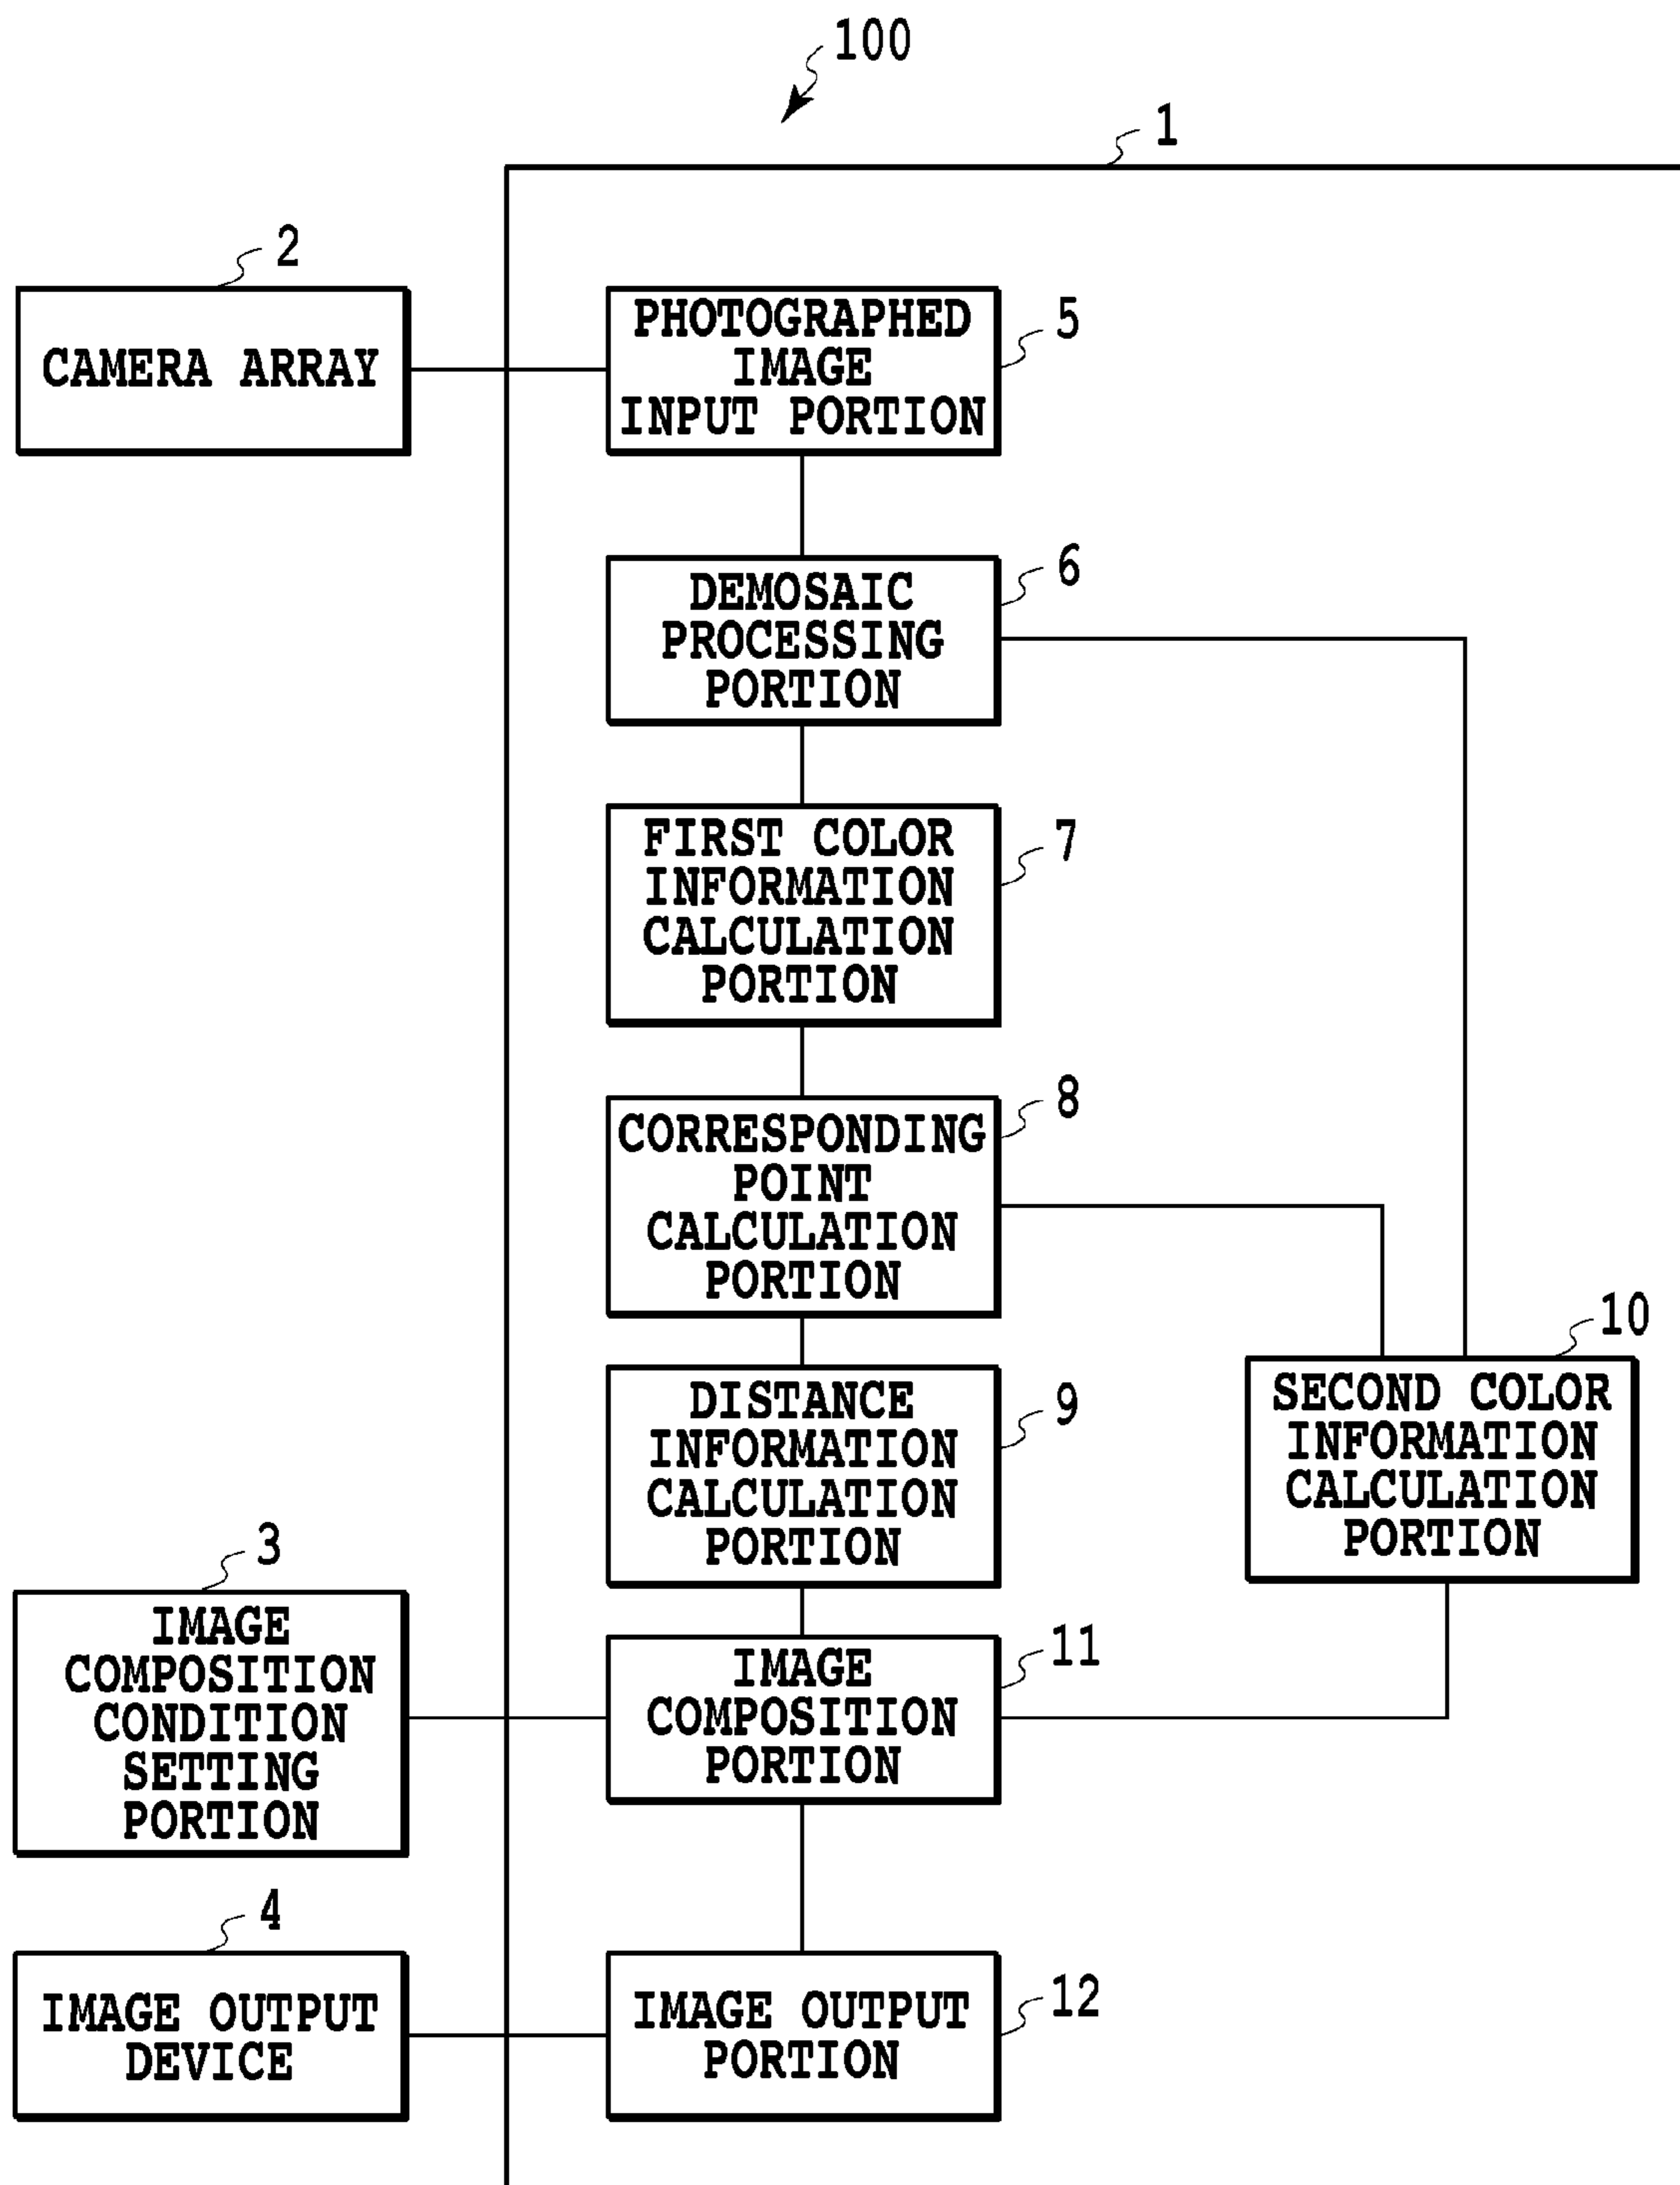 100
1
2
CAMERA ARRAY
PHOTOGRAPHED
IMAGE
INPUT PORTION
5
DEMOSAIC
PROCESSING
PORTION
6
FIRST COLOR
INFORMATION
CALCULATION
PORTION
7
CORRESPONDING
POINT
CALCULATION
PORTION
8
DISTANCE
INFORMATION
CALCULATION
PORTION
9
10
SECOND COLOR
INFORMATION
CALCULATION
PORTION
3
IMAGE
COMPOSITION
CONDITION
SETTING
PORTION
IMAGE
COMPOSITION
PORTION
11
4
IMAGE OUTPUT
DEVICE
IMAGE OUTPUT
PORTION
12